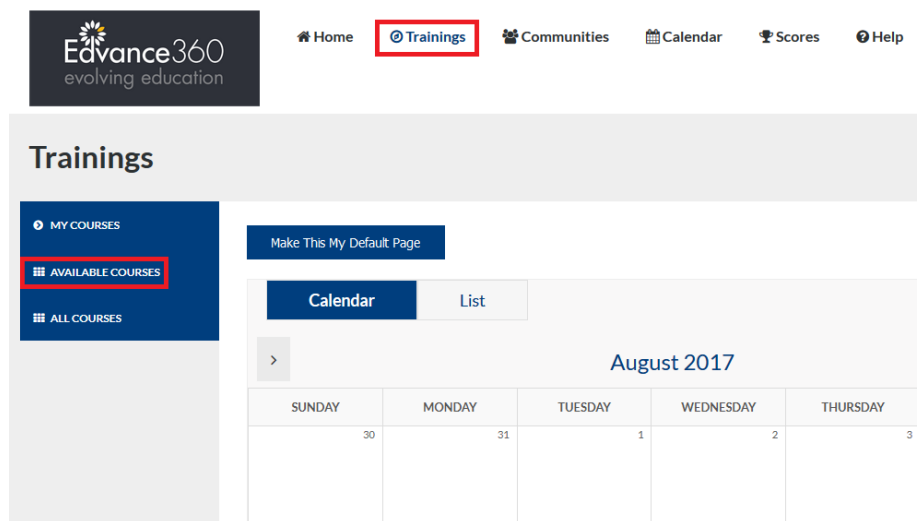 Edvance360
evolving education
Home Trainings Communities Calendar Scores Help
Trainings
MY COURSES
AVAILABLE COURSES
ALL COURSES
Make This My Default Page
Calendar List
> August 2017
SUNDAY MONDAY TUESDAY WEDNESDAY THURSDAY
30 31 1 2 3